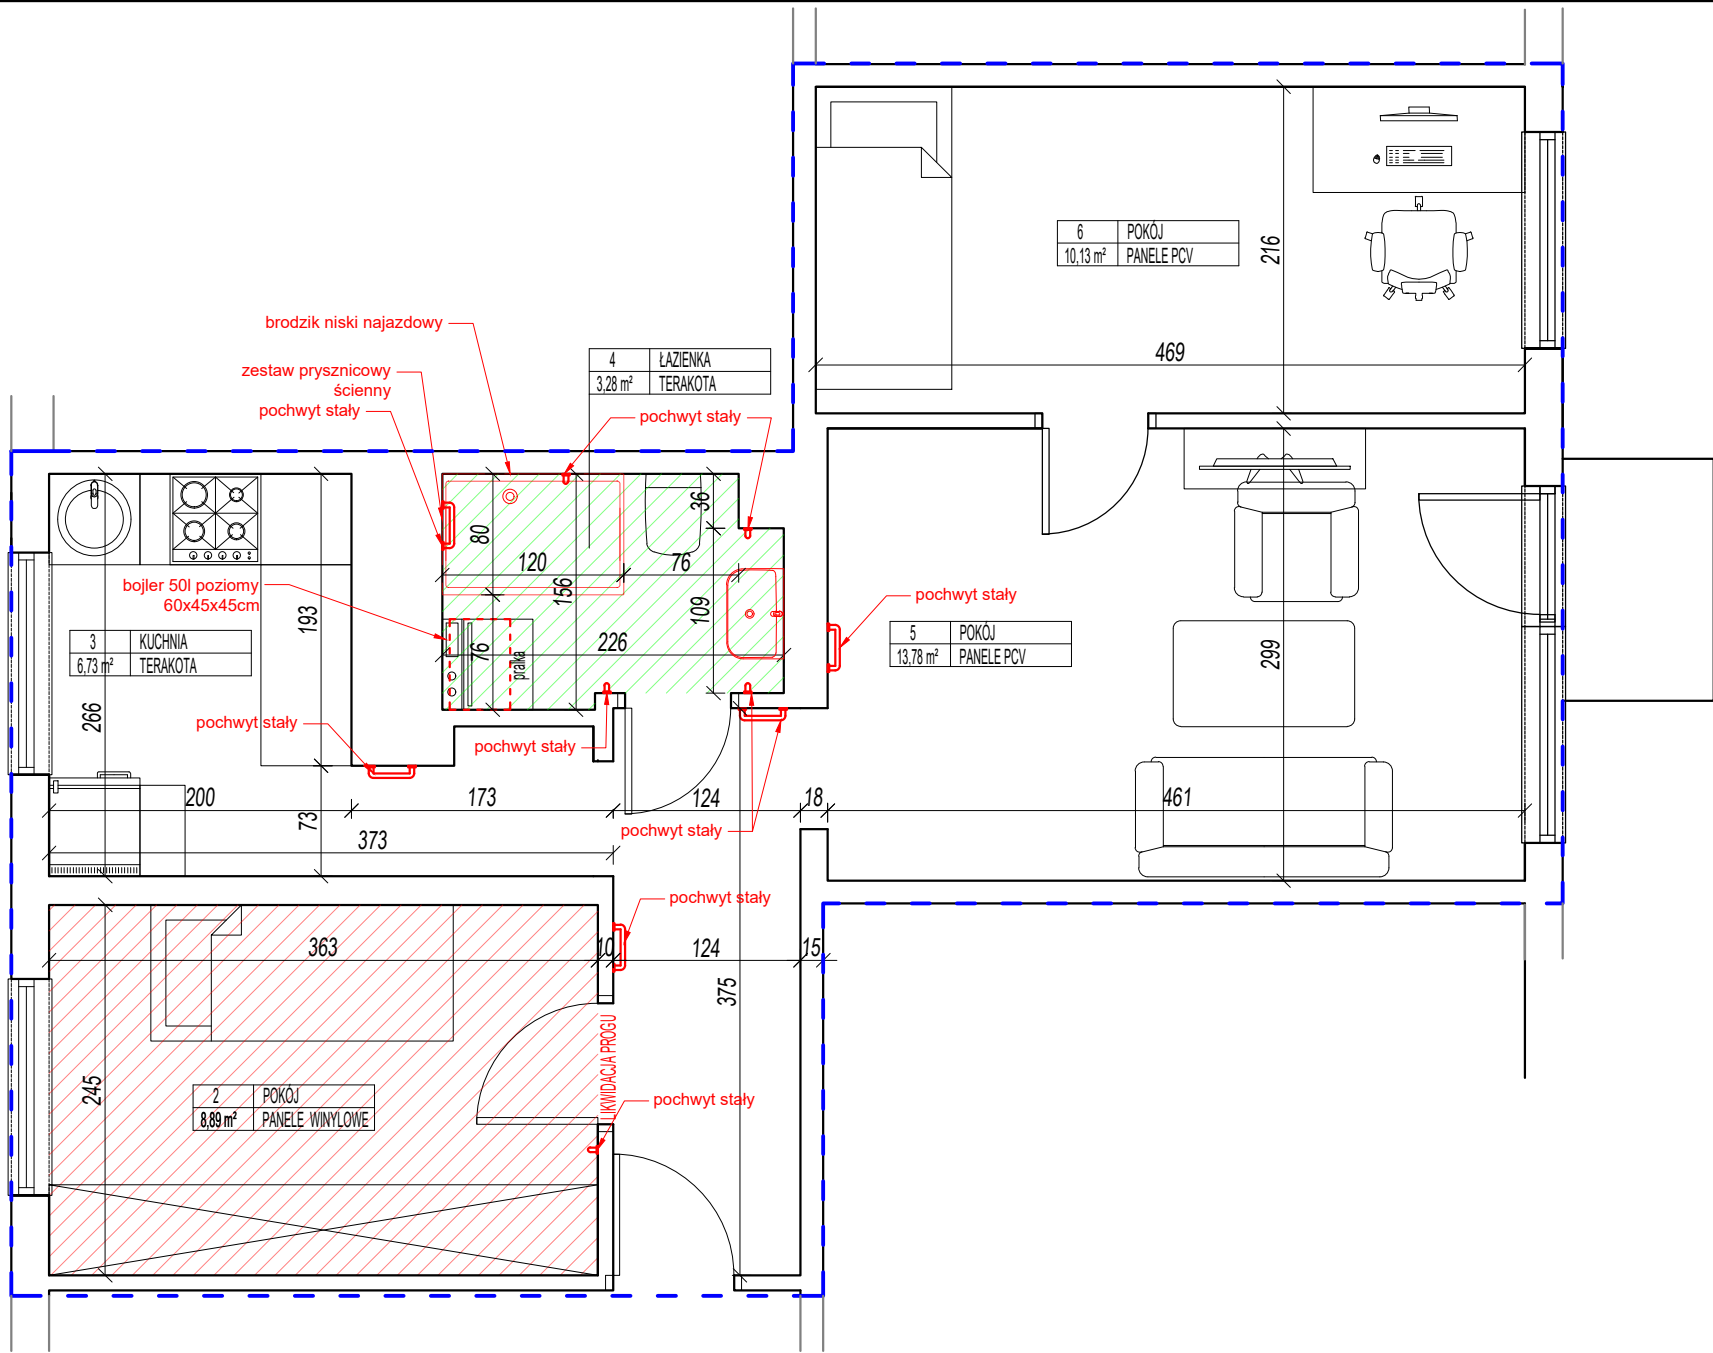 6 POKÓJ
10,13 m² PANELE PCV
216
469
brodzik niski najazdowy
4 ŁAZIENKA
3,28 m² TERAKOTA
zestaw prysznicowy
ścienny
pochwyt stały
pochwyt stały
80
36
120
76
156
109
bojler 50l poziomy
60x45x45cm
193
226
76
pralka
pochwyt stały
5 POKÓJ
13,78 m² PANELE PCV
299
3 KUCHNIA
6,73 m² TERAKOTA
266
pochwyt stały
pochwyt stały
200
173
124
18
461
73
pochwyt stały
373
pochwyt stały
363
10
124
15
375
LIKWIDACJA PROGU
245
2 POKÓJ
8,89 m² PANELE WINYLOWE
pochwyt stały